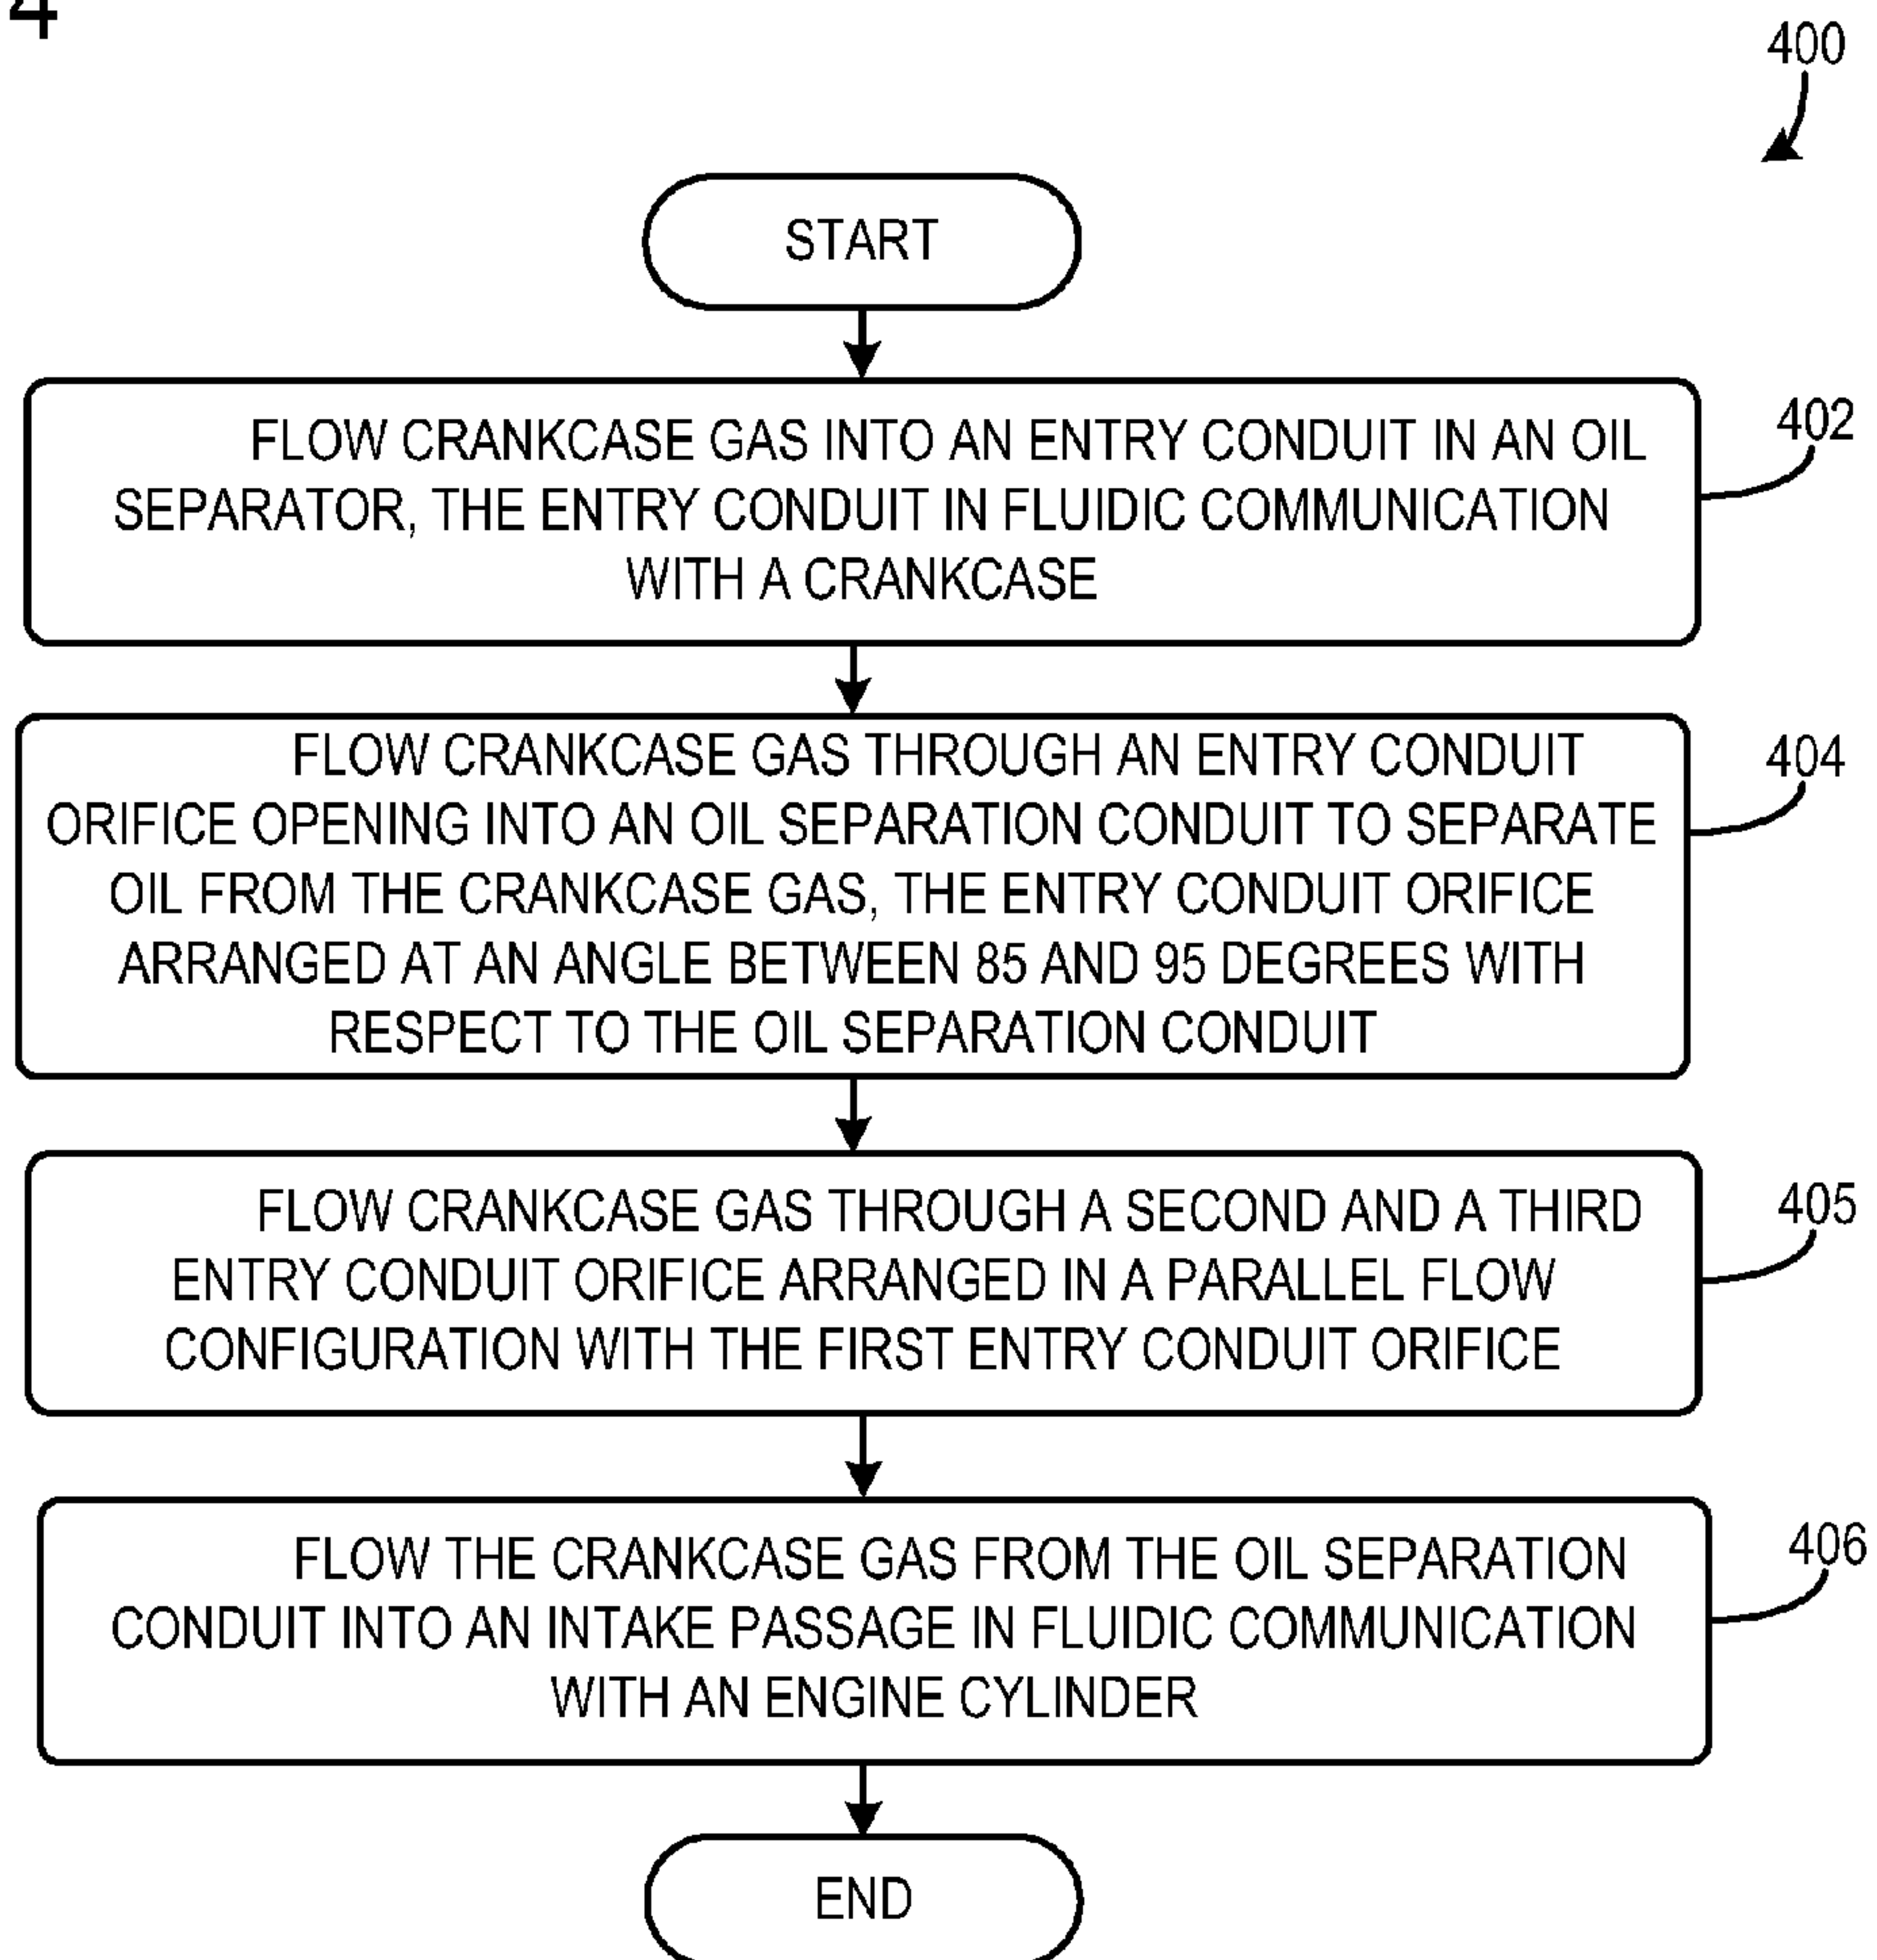 4
400
START
FLOW CRANKCASE GAS INTO AN ENTRY CONDUIT IN AN OIL
SEPARATOR, THE ENTRY CONDUIT IN FLUIDIC COMMUNICATION
WITH A CRANKCASE
402
FLOW CRANKCASE GAS THROUGH AN ENTRY CONDUIT
ORIFICE OPENING INTO AN OIL SEPARATION CONDUIT TO SEPARATE
OIL FROM THE CRANKCASE GAS, THE ENTRY CONDUIT ORIFICE
ARRANGED AT AN ANGLE BETWEEN 85 AND 95 DEGREES WITH
RESPECT TO THE OIL SEPARATION CONDUIT
404
FLOW CRANKCASE GAS THROUGH A SECOND AND A THIRD
ENTRY CONDUIT ORIFICE ARRANGED IN A PARALLEL FLOW
CONFIGURATION WITH THE FIRST ENTRY CONDUIT ORIFICE
405
FLOW THE CRANKCASE GAS FROM THE OIL SEPARATION
CONDUIT INTO AN INTAKE PASSAGE IN FLUIDIC COMMUNICATION
WITH AN ENGINE CYLINDER
406
END